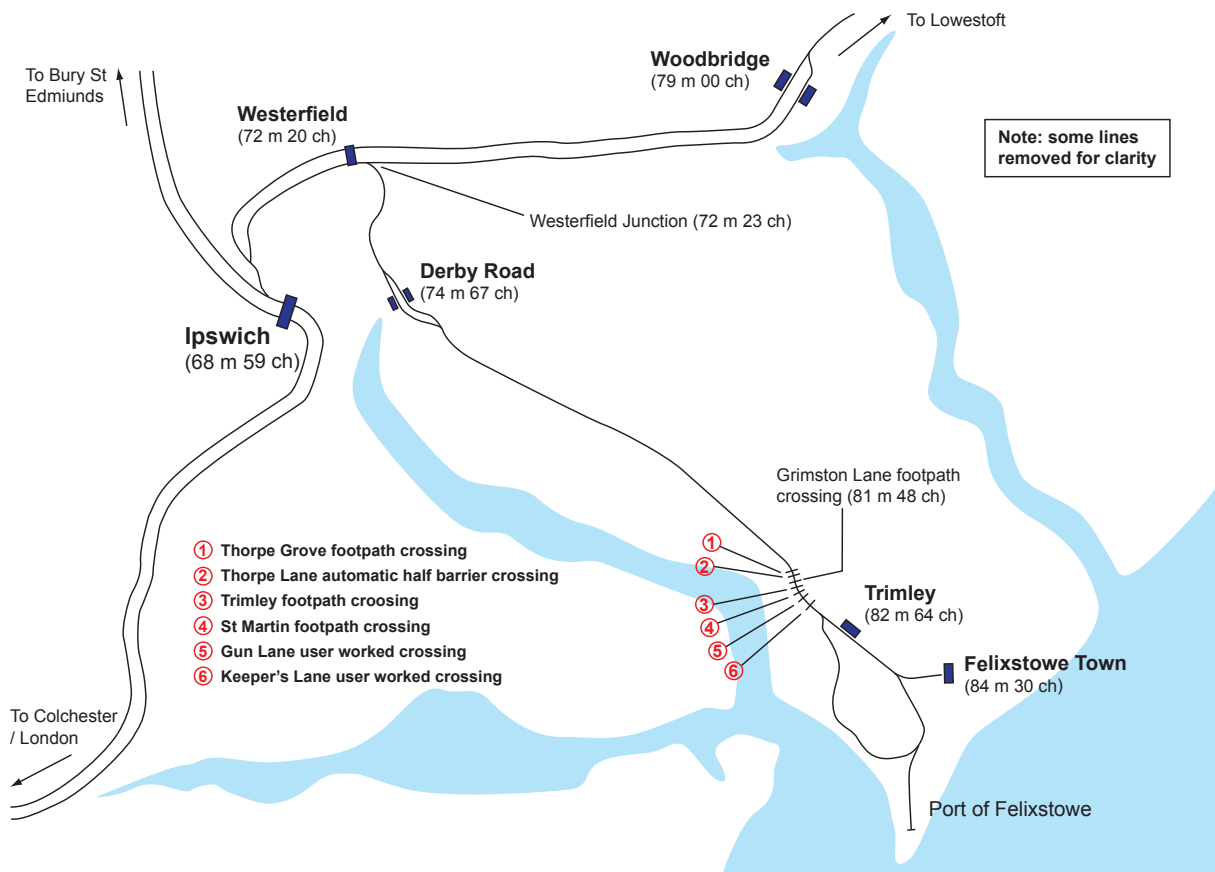 To Lowestoft
Woodbridge
(79 m 00 ch)
To Bury St
Edmiunds
Westerfield
(72 m 20 ch)
Note: some lines
removed for clarity
Westerfield Junction (72 m 23 ch)
Derby Road
(74 m 67 ch)
Ipswich
(68 m 59 ch)
Grimston Lane footpath
crossing (81 m 48 ch)
1 Thorpe Grove footpath crossing
2 Thorpe Lane automatic half barrier crossing
3 Trimley footpath croosing
4 St Martin footpath crossing
5 Gun Lane user worked crossing
6 Keeper's Lane user worked crossing
1
2
3
4
5
6
Trimley
(82 m 64 ch)
Felixstowe Town
(84 m 30 ch)
To Colchester
/ London
Port of Felixstowe